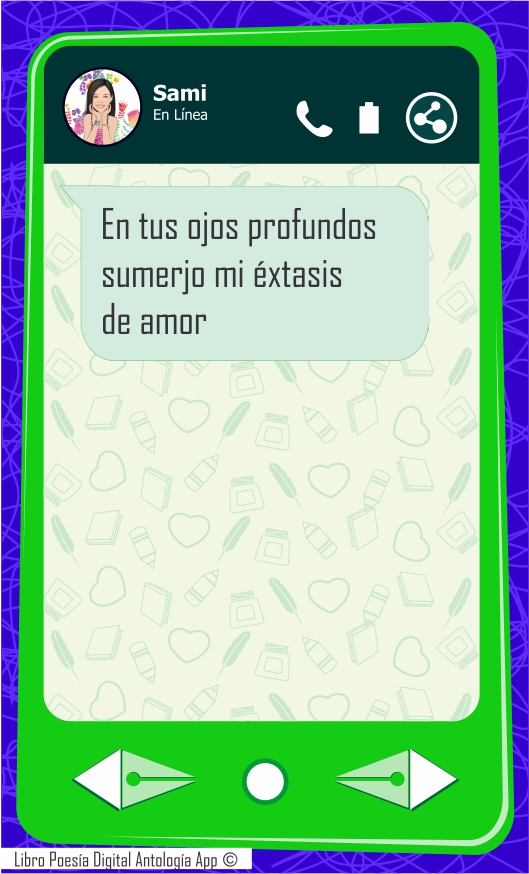 Sami
En Línea
En tus ojos profundos
sumerjo mi éxtasis
de amor
Libro Poesía Digital Antología App ©